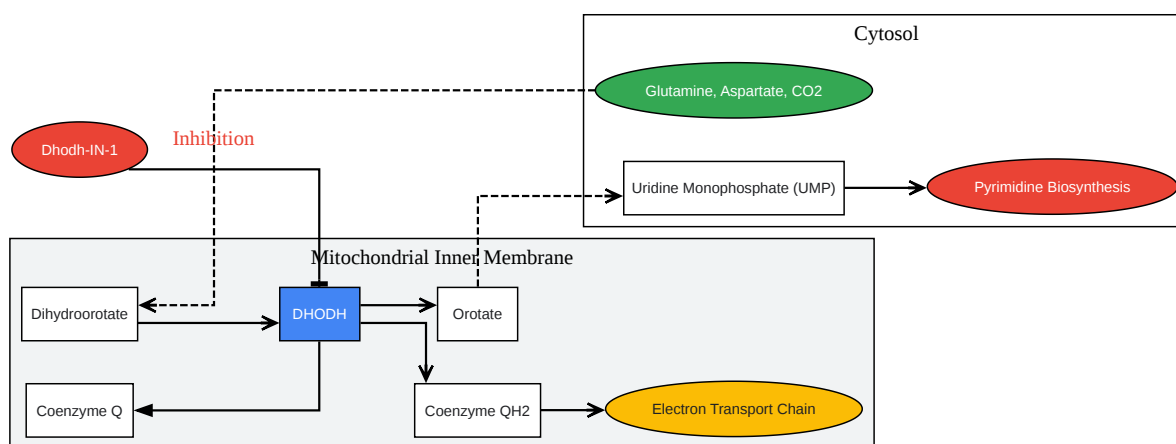 Cytosol
Glutamine, Aspartate, CO2
Inhibition
Dhodh-IN-1
Uridine Monophosphate (UMP)
Pyrimidine Biosynthesis
Mitochondrial Inner Membrane
Dihydroorotate
DHODH
Orotate
Coenzyme Q
Coenzyme QH2
Electron Transport Chain